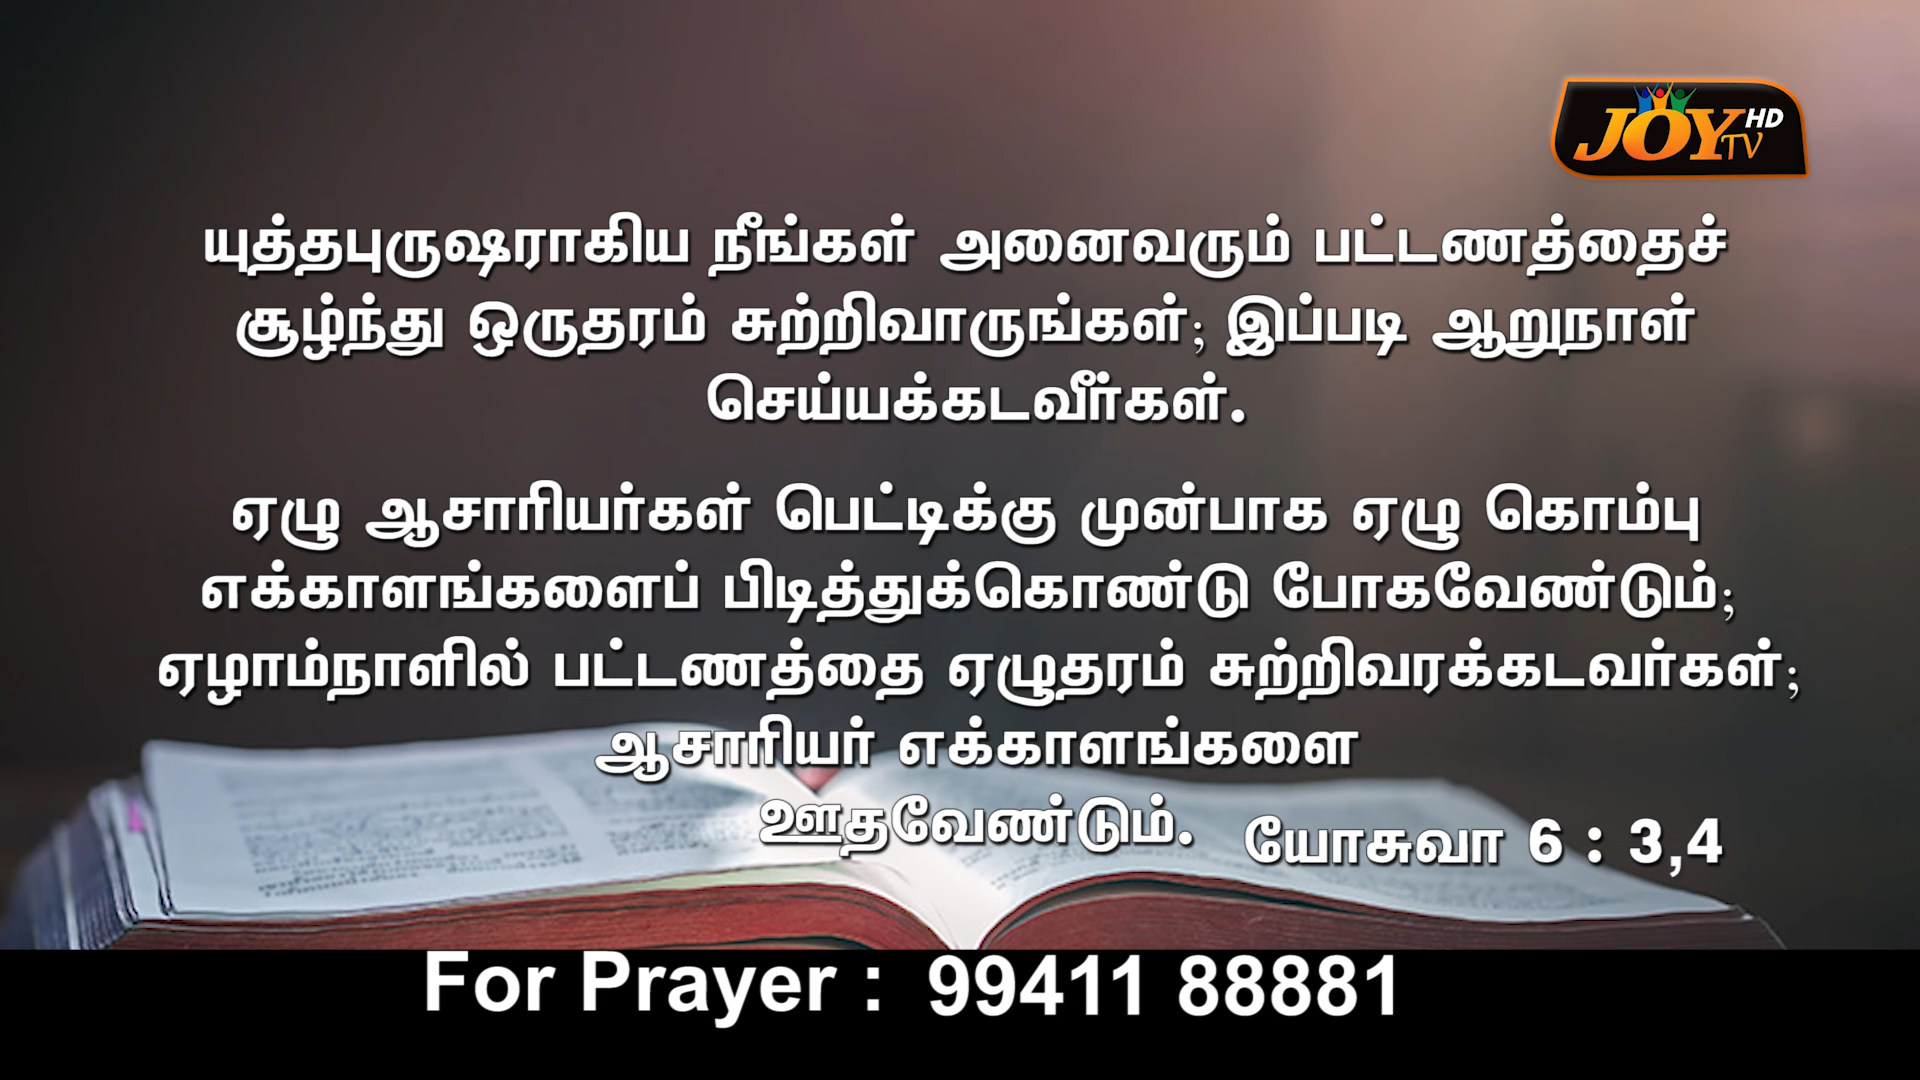 JOY TV HD
யுத்தபுருஷராகிய நீங்கள் அனைவரும் பட்டணத்தைச்
சூழ்ந்து ஒருதரம் சுற்றிவாருங்கள்; இப்படி ஆறுநாள்
செய்யக்கடவீர்கள்.
ஏழு ஆசாரியர்கள் பெட்டிக்கு முன்பாக ஏழு கொம்பு
எக்காளங்களைப் பிடித்துக்கொண்டு போகவேண்டும்;
ஏழாம்நாளில் பட்டணத்தை ஏழுதரம் சுற்றிவரக்கடவர்கள்;
ஆசாரியர் எக்காளங்களை
ஊதவேண்டும்.
யோசுவா 6 : 3,4
For Prayer : 99411 88881